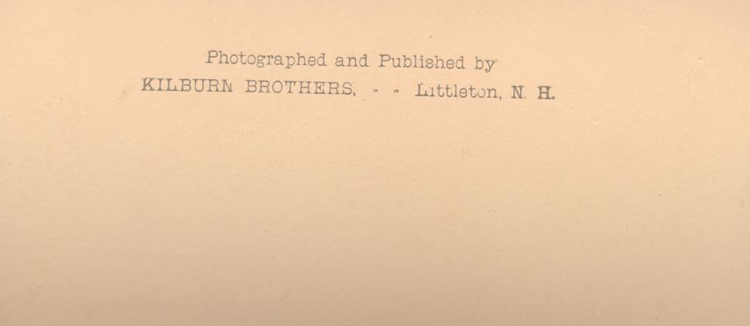 Photographed and Published by
KILBURN BROTHERS, - - Littleton, N. H.